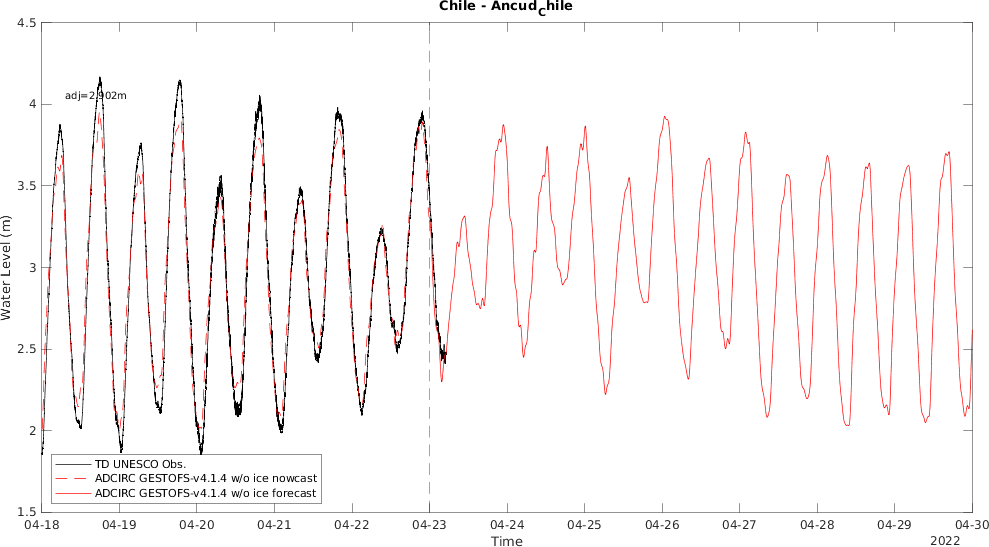 Chile - Ancud_Chile
4.5
adj=2.902m
4
3.5
3
2.5
2
1.5
Water Level (m)
TD UNESCO Obs.
ADCIRC GESTOFS-v4.1.4 w/o ice nowcast
ADCIRC GESTOFS-v4.1.4 w/o ice forecast
04-18 04-19 04-20 04-21 04-22 04-23 04-24 04-25 04-26 04-27 04-28 04-29 04-30
Time
2022